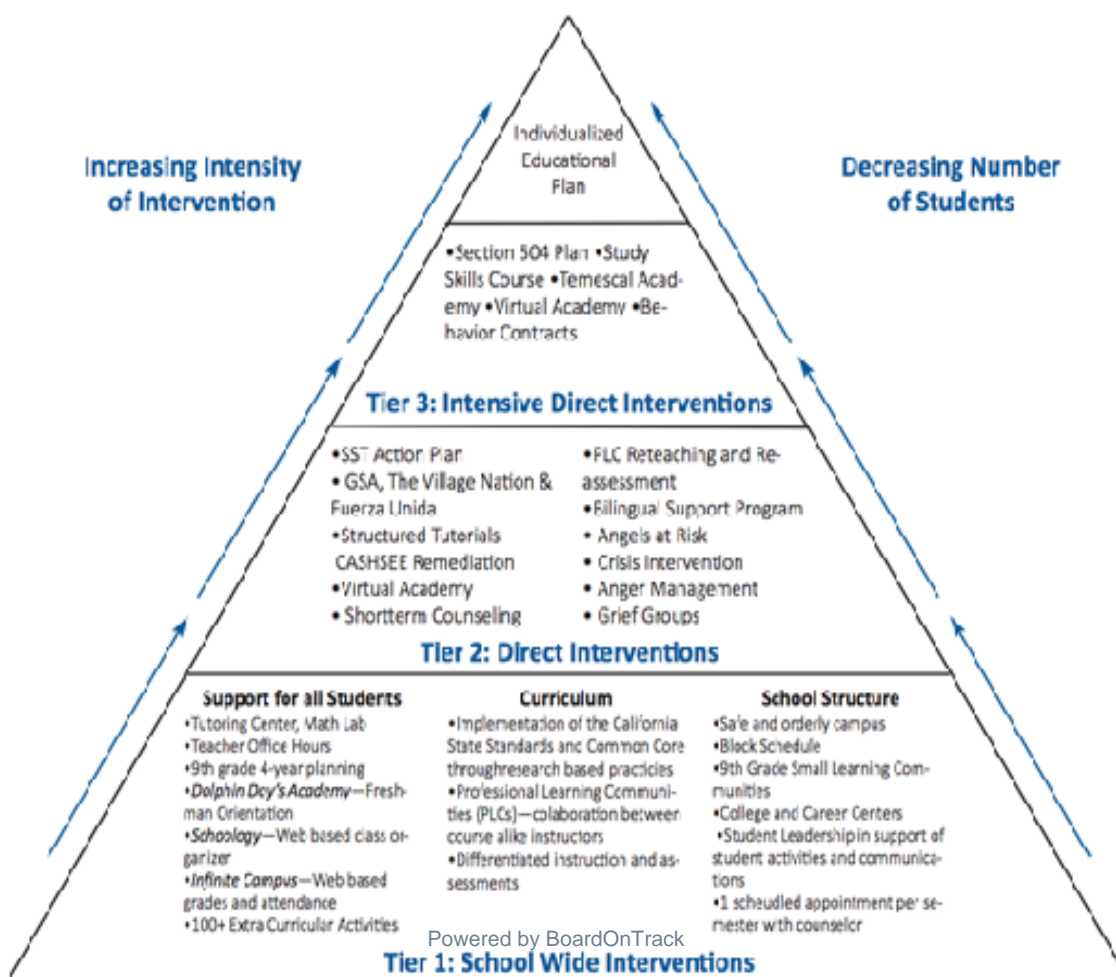 Individualized
Educational
Plan
Increasing Intensity
of Intervention
Decreasing Number
of Students
•Section 504 Plan •Study
Skills Course •Temescal Acad-
emy •Virtual Academy •Be-
havior Contracts
Tier 3: Intensive Direct Interventions
•SST Action Plan
• GSA, The Village Nation &
Fuerza Unida
•Structured Tutorials
CASHSEE Remediation
•Virtual Academy
• Shortterm Counseling
•FLC Reteaching and Re-
assessment
•Bilingual Support Program
• Angels at Risk
• Crisis Intervention
• Anger Management
• Grief Groups
Tier 2: Direct Interventions
Support for all Students
•Tutoring Center, Math Lab
•Teacher Office Hours
•9th grade 4-year planning
•Dolphin Dey's Academy—Fresh-
man Orientation
•Schoology—Web based class or-
ganizer
•Infinite Campus—Web based
grades and attendance
•100+ Extra Curricular Activities
Curriculum
•Implementation of the California
State Standards and Common Core
throughresearch based practicies
•Professional Learning Communi-
ties (PLCs)—colaboration between
course alike instructors
•Differentiated instruction and as-
sessments
School Structure
•Safe and orderly campus
•Block Schedule
•9th Grade Small Learning Com-
munities
•College and Career Centers
•Student Leadership in support of
student activities and communica-
tions
•1 scheudled appointment per se-
mester with counselor
Powered by BoardOnTrack
Tier 1: School Wide Interventions